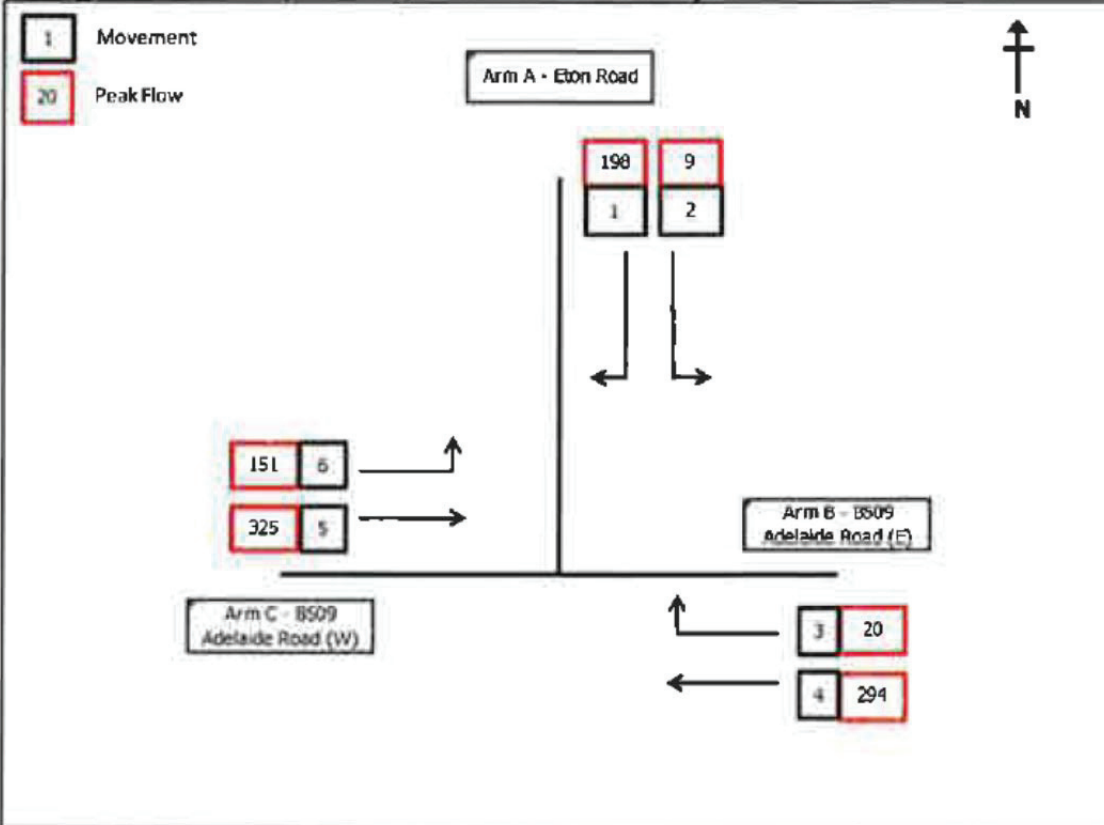 1 Movement
20 Peak Flow
Arm A - Eton Road
N
198 9
1 2
151 6
325 5
Arm B - B509
Adelaide Road (E)
Arm C - B509
Adelaide Road (W)
3 20
4 294